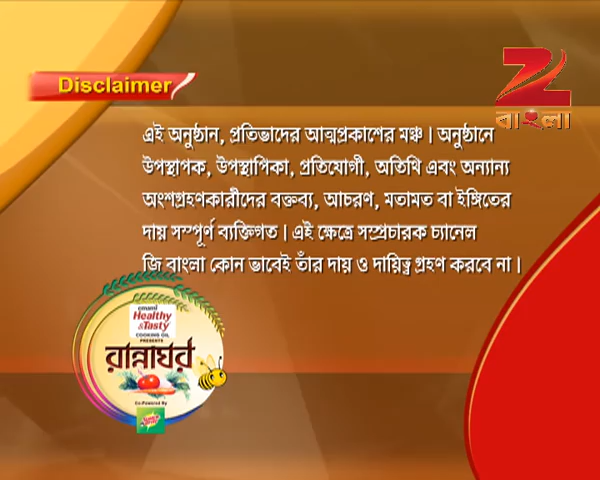 Disclaimer
বাংলা
এই অনুষ্ঠান, প্রতিভাদের আত্মপ্রকাশের মঞ্চ। অনুষ্ঠানে
উপস্থাপক, উপস্থাপিকা, প্রতিযোগী, অতিথি এবং অন্যান্য
অংশগ্রহণকারীদের বক্তব্য, আচরণ, মতামত বা ইঙ্গিতের
দায় সম্পূর্ণ ব্যক্তিগত। এই ক্ষেত্রে সম্প্রচারক চ্যানেল
জি বাংলা কোন ভাবেই তাঁর দায় ও দায়িত্ব গ্রহণ করবে না।
emami
Healthy
&Tasty
COOKING OIL
PRESENTS
রান্নাঘর
Co-Powered By